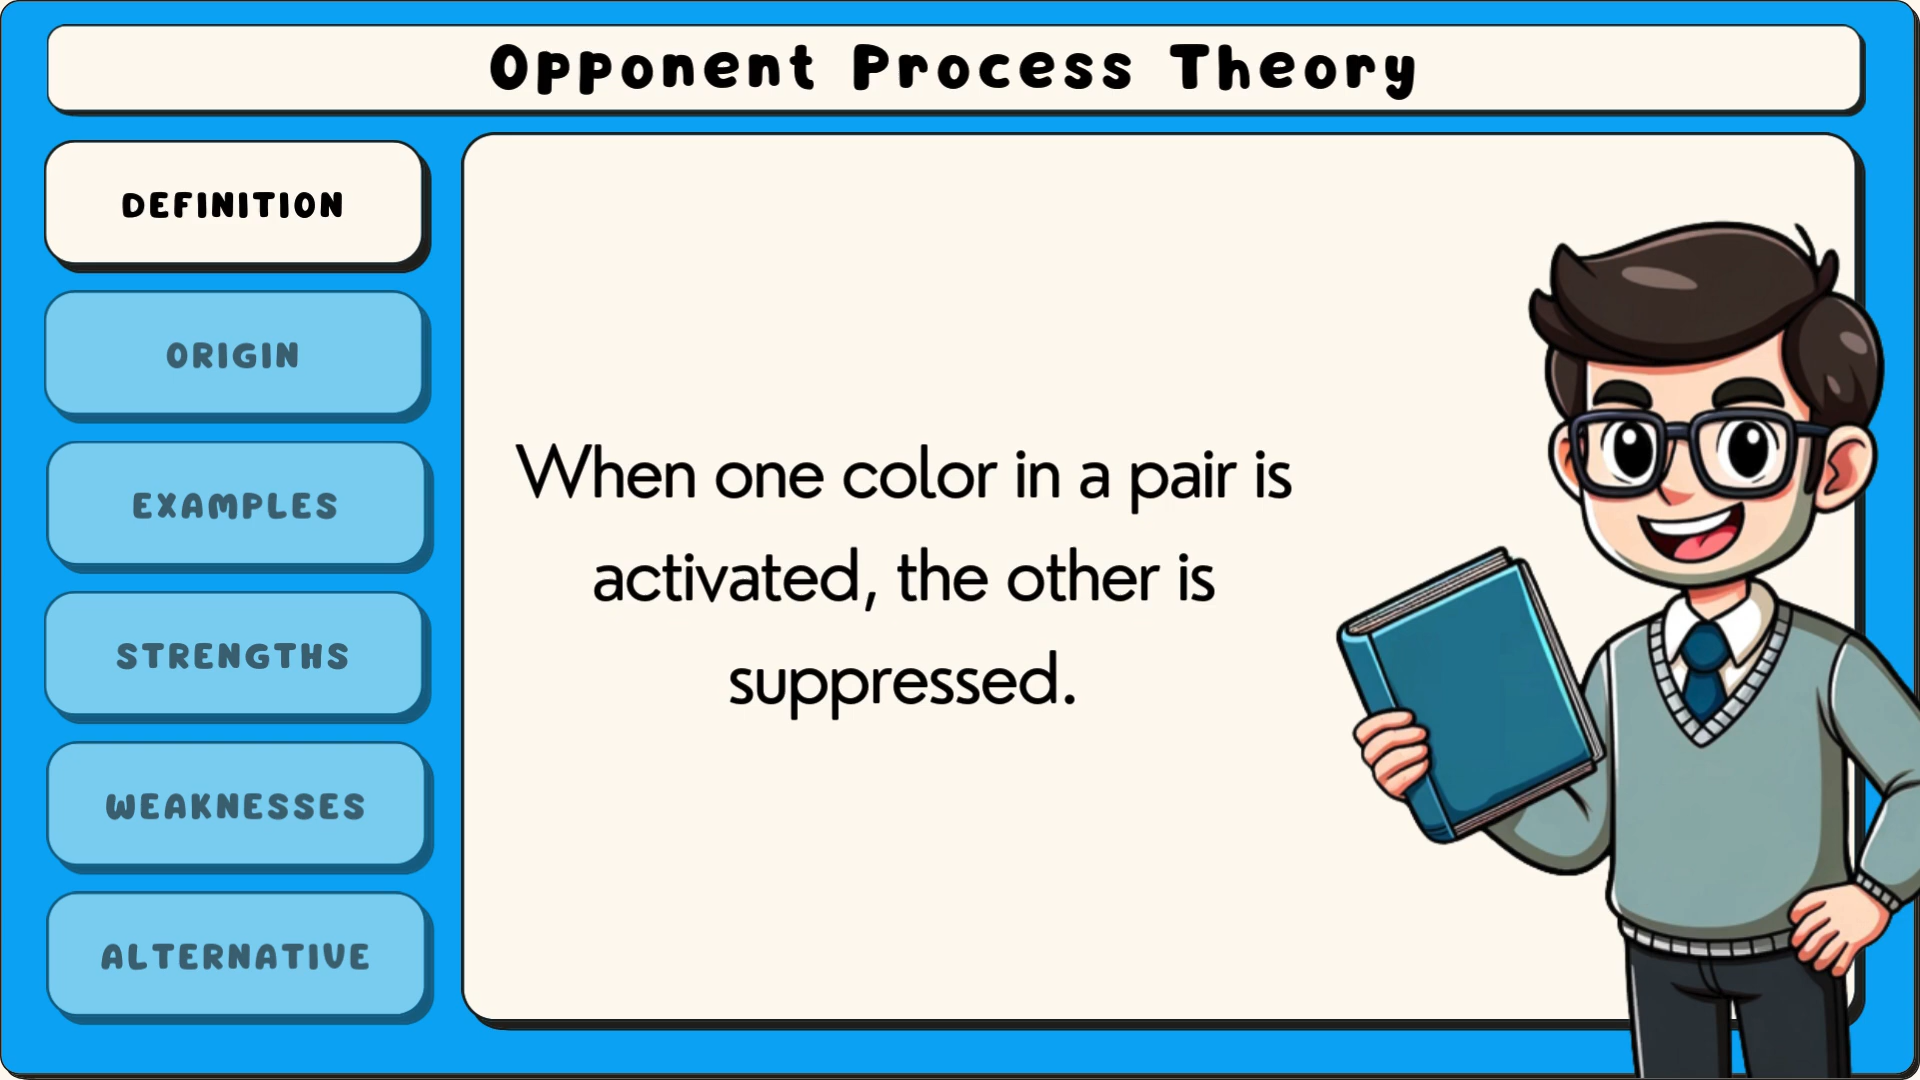 Opponent Process Theory
DEFINITION
ORIGIN
EXAMPLES
STRENGTHS
WEAKNESSES
ALTERNATIVE
When one color in a pair is
activated, the other is
suppressed.